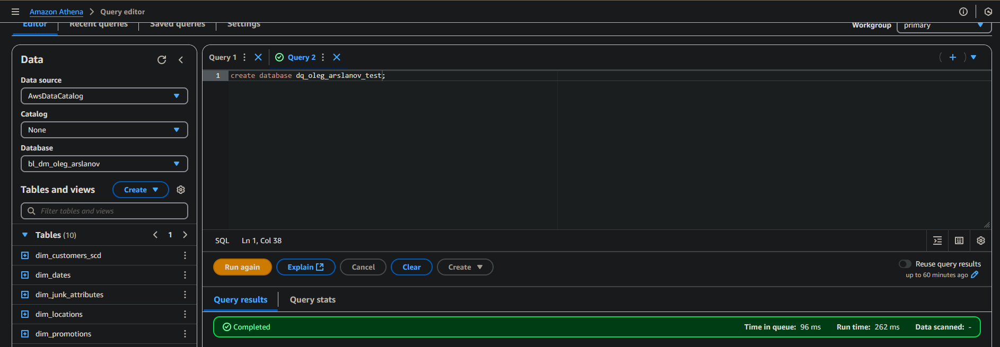 Amazon Athena > Query editor
Editor Recent queries Saved queries Settings
Workgroup primary
Data
Data source
AwsDataCatalog
Catalog
None
Database
bl_dm_oleg_arslanov
Tables and views Create
Filter tables and views
Tables (10) < 1 >
dim_customers_scd
dim_dates
dim_junk_attributes
dim_locations
dim_promotions
Query 1 Query 2
1 create database dq_oleg_arslanov_test;
SQL Ln 1, Col 38
Run again Explain Cancel Clear Create
Reuse query results
up to 60 minutes ago
Query results Query stats
Completed Time in queue: 96 ms Run time: 262 ms Data scanned: -